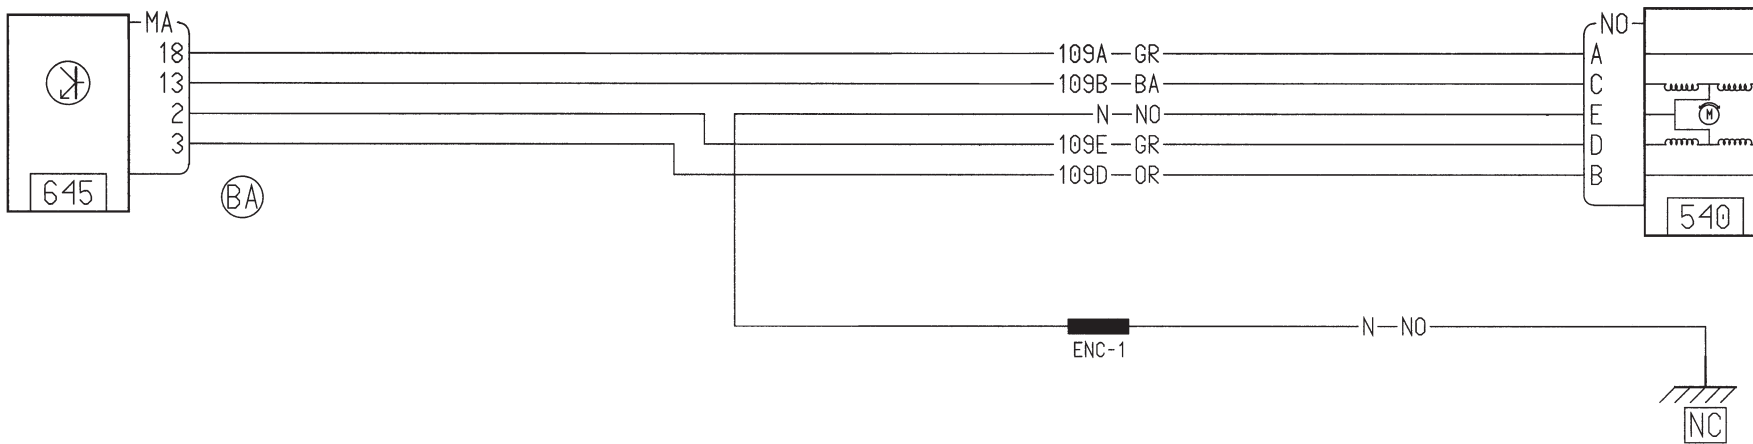 MA
NO
18
109A GR
A
13
109B BA
C
2
N NO
E
M
3
109E GR
D
109D OR
B
645
BA
540
N NO
ENC-1
NC